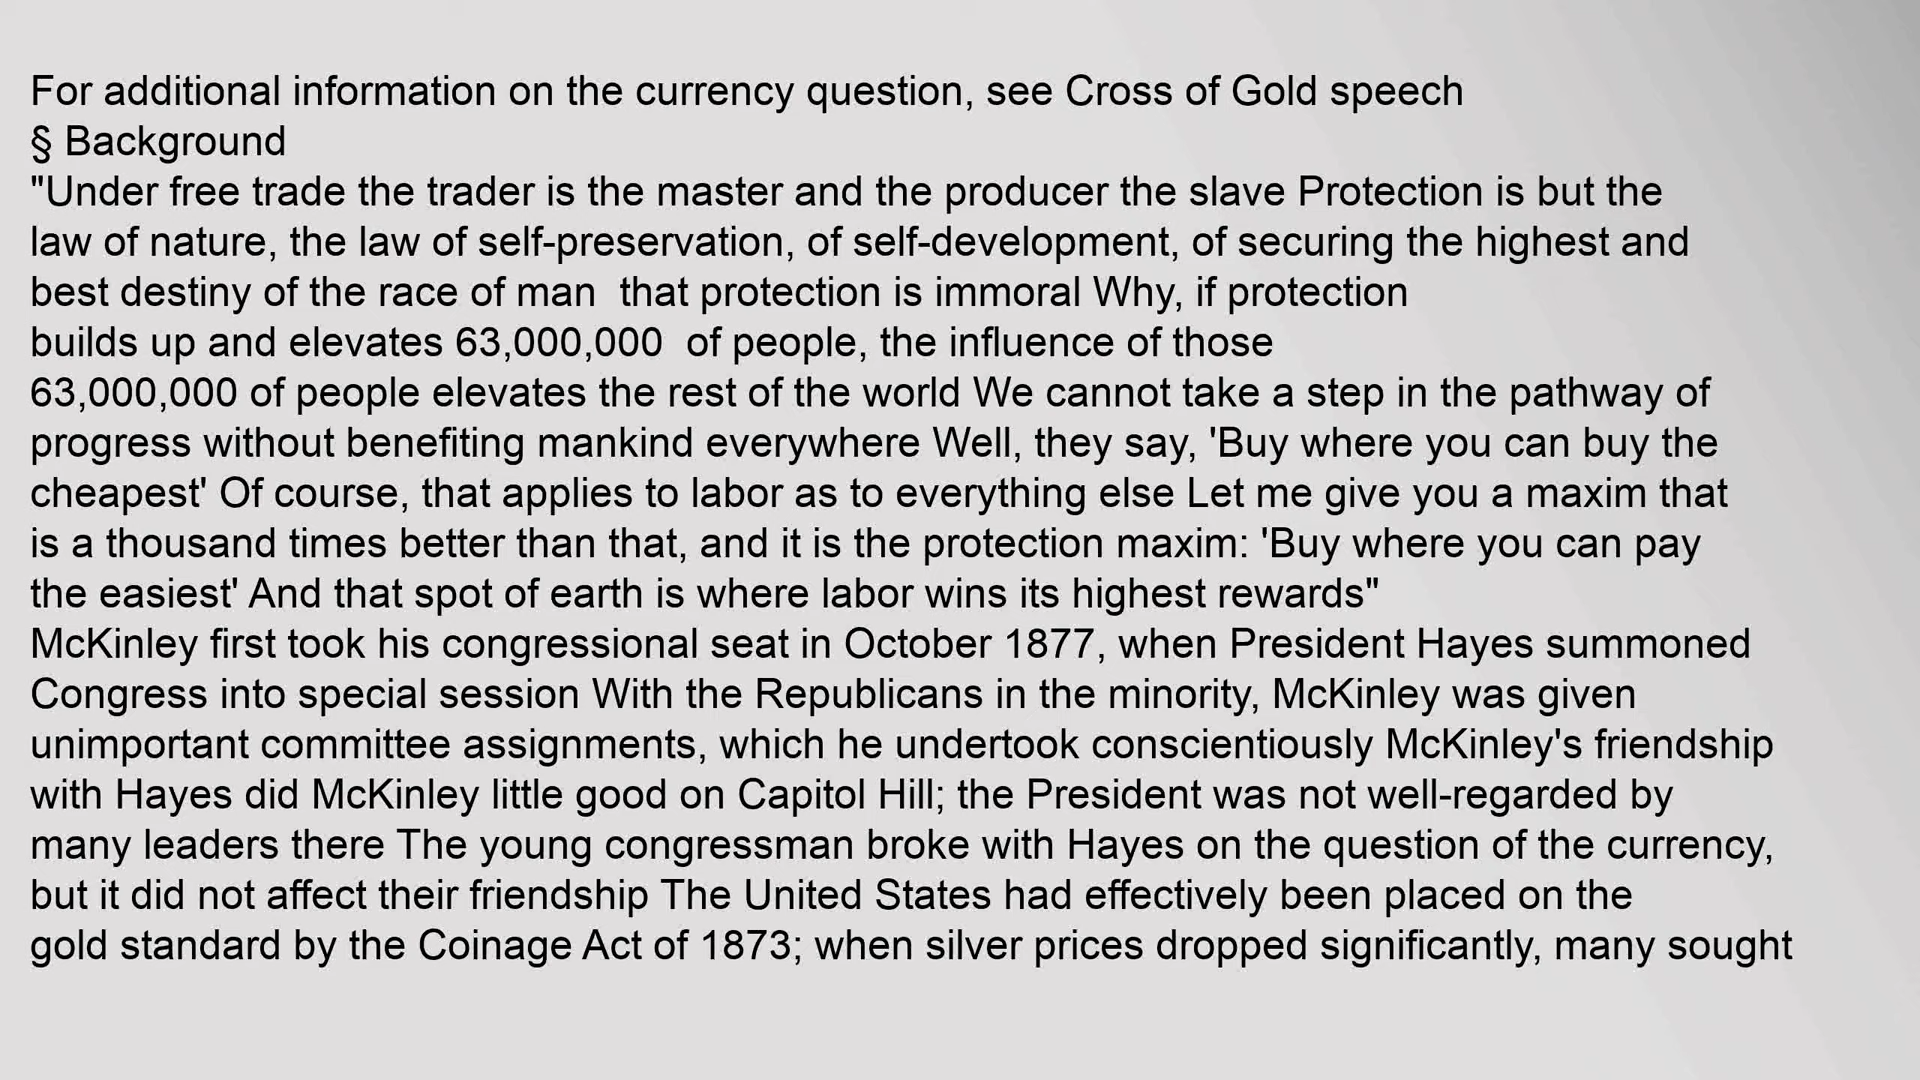 For additional information on the currency question, see Cross of Gold speech
§ Background
"Under free trade the trader is the master and the producer the slave Protection is but the
law of nature, the law of self-preservation, of self-development, of securing the highest and
best destiny of the race of man  that protection is immoral Why, if protection
builds up and elevates 63,000,000  of people, the influence of those
63,000,000 of people elevates the rest of the world We cannot take a step in the pathway of
progress without benefiting mankind everywhere Well, they say, 'Buy where you can buy the
cheapest' Of course, that applies to labor as to everything else Let me give you a maxim that
is a thousand times better than that, and it is the protection maxim: 'Buy where you can pay
the easiest' And that spot of earth is where labor wins its highest rewards"
McKinley first took his congressional seat in October 1877, when President Hayes summoned
Congress into special session With the Republicans in the minority, McKinley was given
unimportant committee assignments, which he undertook conscientiously McKinley's friendship
with Hayes did McKinley little good on Capitol Hill; the President was not well-regarded by
many leaders there The young congressman broke with Hayes on the question of the currency,
but it did not affect their friendship The United States had effectively been placed on the
gold standard by the Coinage Act of 1873; when silver prices dropped significantly, many sought